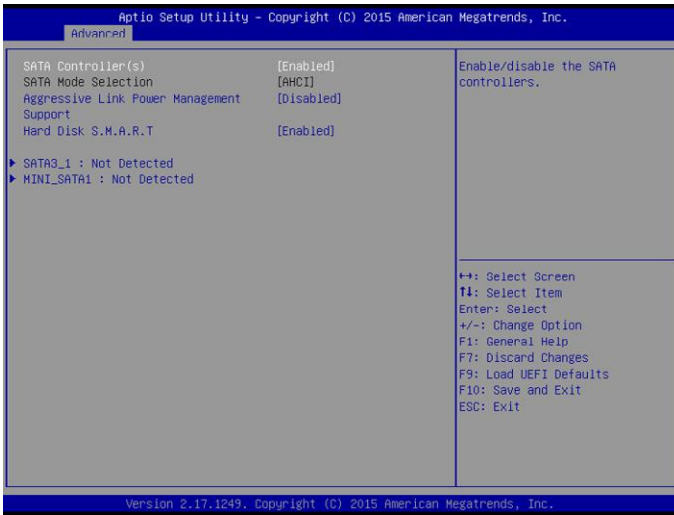 Aptio Setup Utility – Copyright (C) 2015 American Megatrends, Inc.
Advanced
SATA Controller(s) [Enabled]
SATA Mode Selection [AHCI]
Aggressive Link Power Management [Disabled]
Support
Hard Disk S.M.A.R.T [Enabled]
SATA3_1 : Not Detected
MINI_SATA1 : Not Detected
Enable/disable the SATA
controllers.
↔: Select Screen
↑↓: Select Item
Enter: Select
+/-: Change Option
F1: General Help
F7: Discard Changes
F9: Load UEFI Defaults
F10: Save and Exit
ESC: Exit
Version 2.17.1249. Copyright (C) 2015 American Megatrends, Inc.